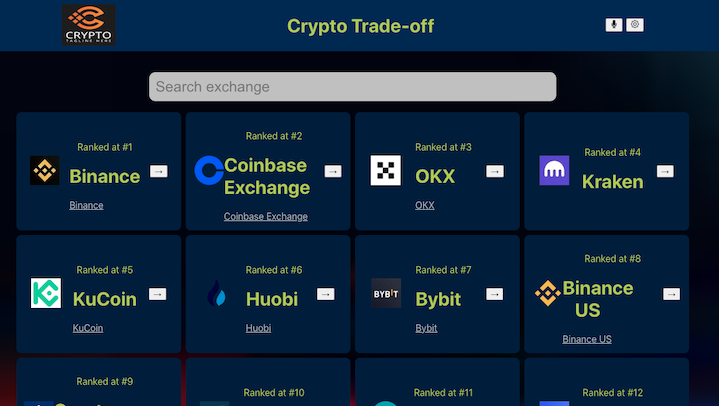 CRYPTO
TAGLINE HERE
Crypto Trade-off
Search exchange
Ranked at #1
Binance
→
Binance
Ranked at #2
Coinbase
Exchange
→
Coinbase Exchange
Ranked at #3
OKX
→
OKX
Ranked at #4
Kraken
→
Ranked at #5
KuCoin
→
KuCoin
Ranked at #6
Huobi
→
Huobi
Ranked at #7
BYBIT
Bybit
→
Bybit
Ranked at #8
Binance
US
→
Binance US
Ranked at #9
Ranked at #10
Ranked at #11
Ranked at #12